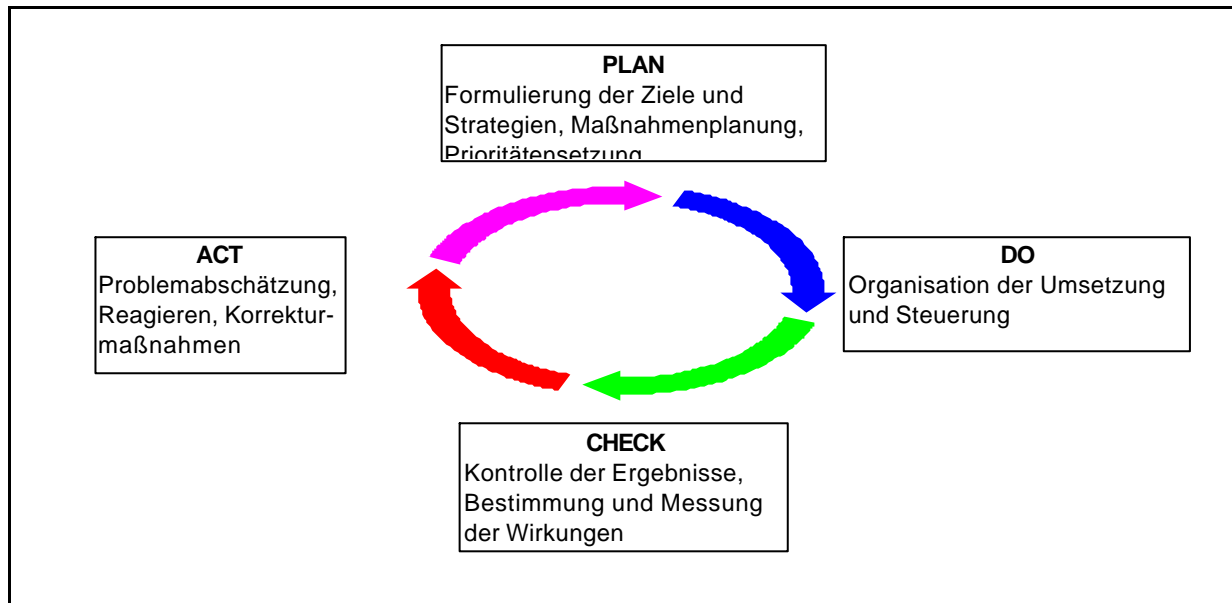 PLAN
Formulierung der Ziele und
Strategien, Maßnahmenplanung,
Prioritätensetzung
ACT
Problemabschätzung,
Reagieren, Korrektur-
maßnahmen
DO
Organisation der Umsetzung
und Steuerung
CHECK
Kontrolle der Ergebnisse,
Bestimmung und Messung
der Wirkungen